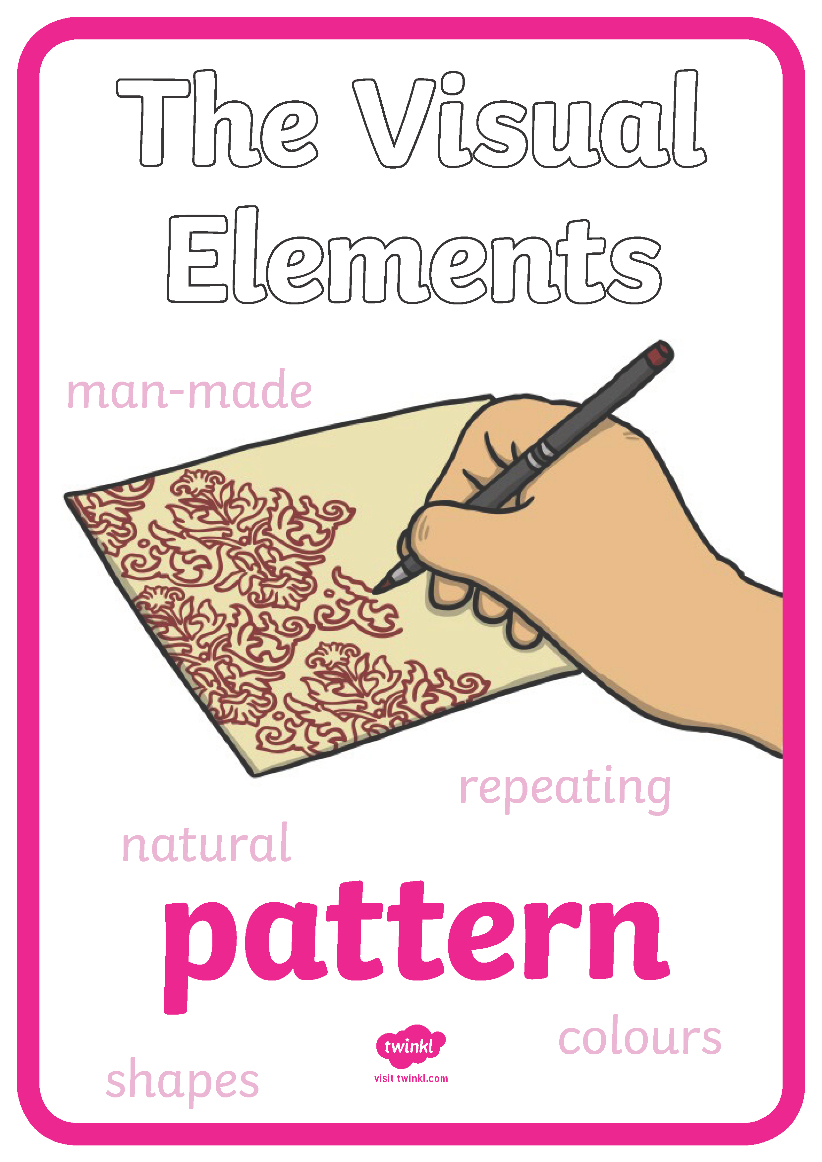 The Visual
Elements
man-made
repeating
natural
pattern
colours
shapes
twinkl
visit twinkl.com